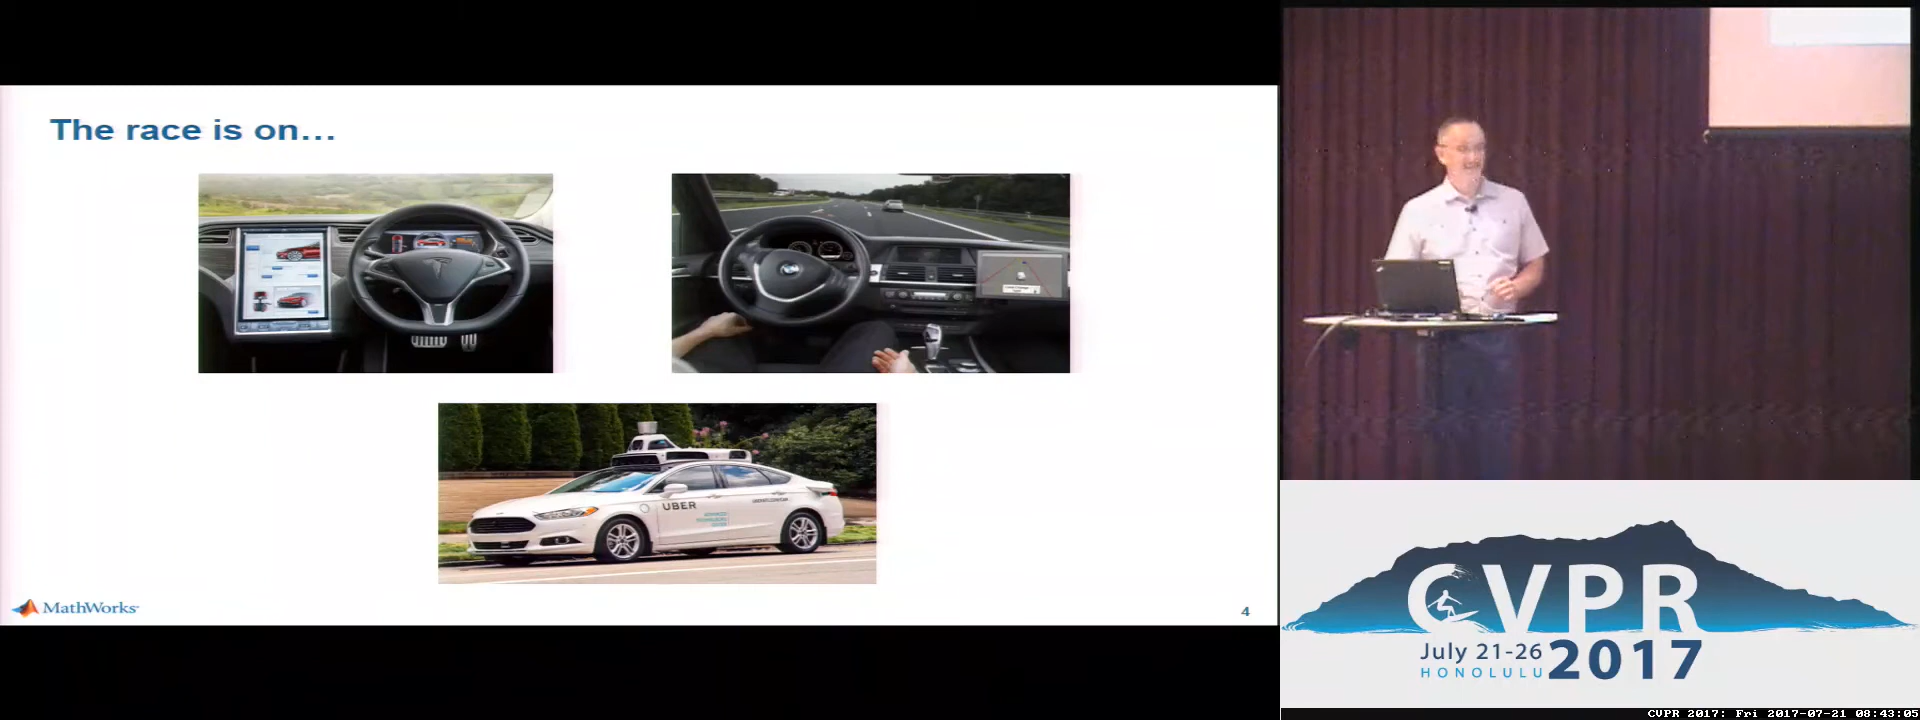 The race is on...
UBER
MathWorks
4
CVPR
July 21-26
HONOLULU
2017
CVPR 2017: Fri 2017-07-21 08:43:05